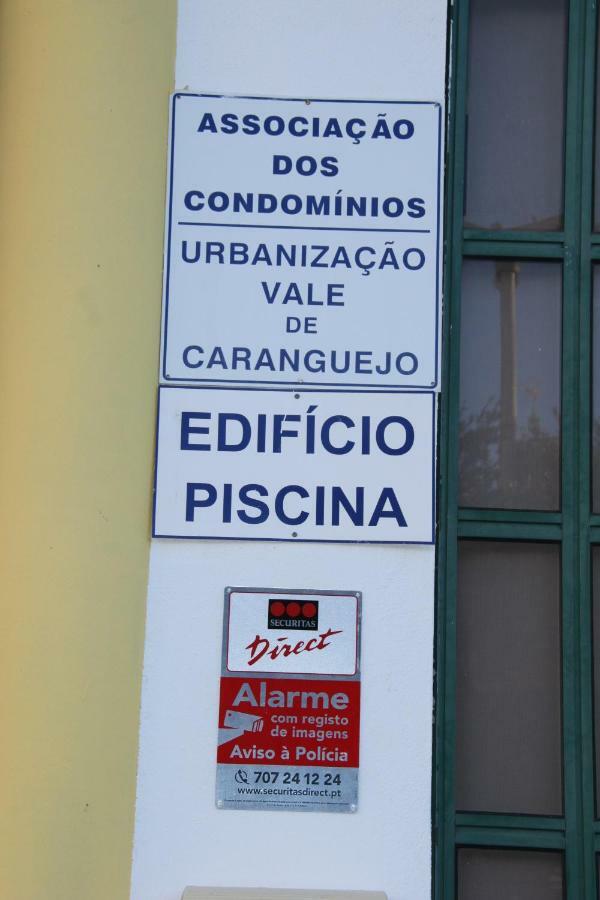 ASSOCIAÇÃO
DOS
CONDOMÍNIOS
URBANIZAÇÃO
VALE
DE
CARANGUEJO
EDIFÍCIO
PISCINA
SECURITAS
Direct
Alarme
com registo
de imagens
Aviso à Polícia
707 24 12 24
www.securitasdirect.pt